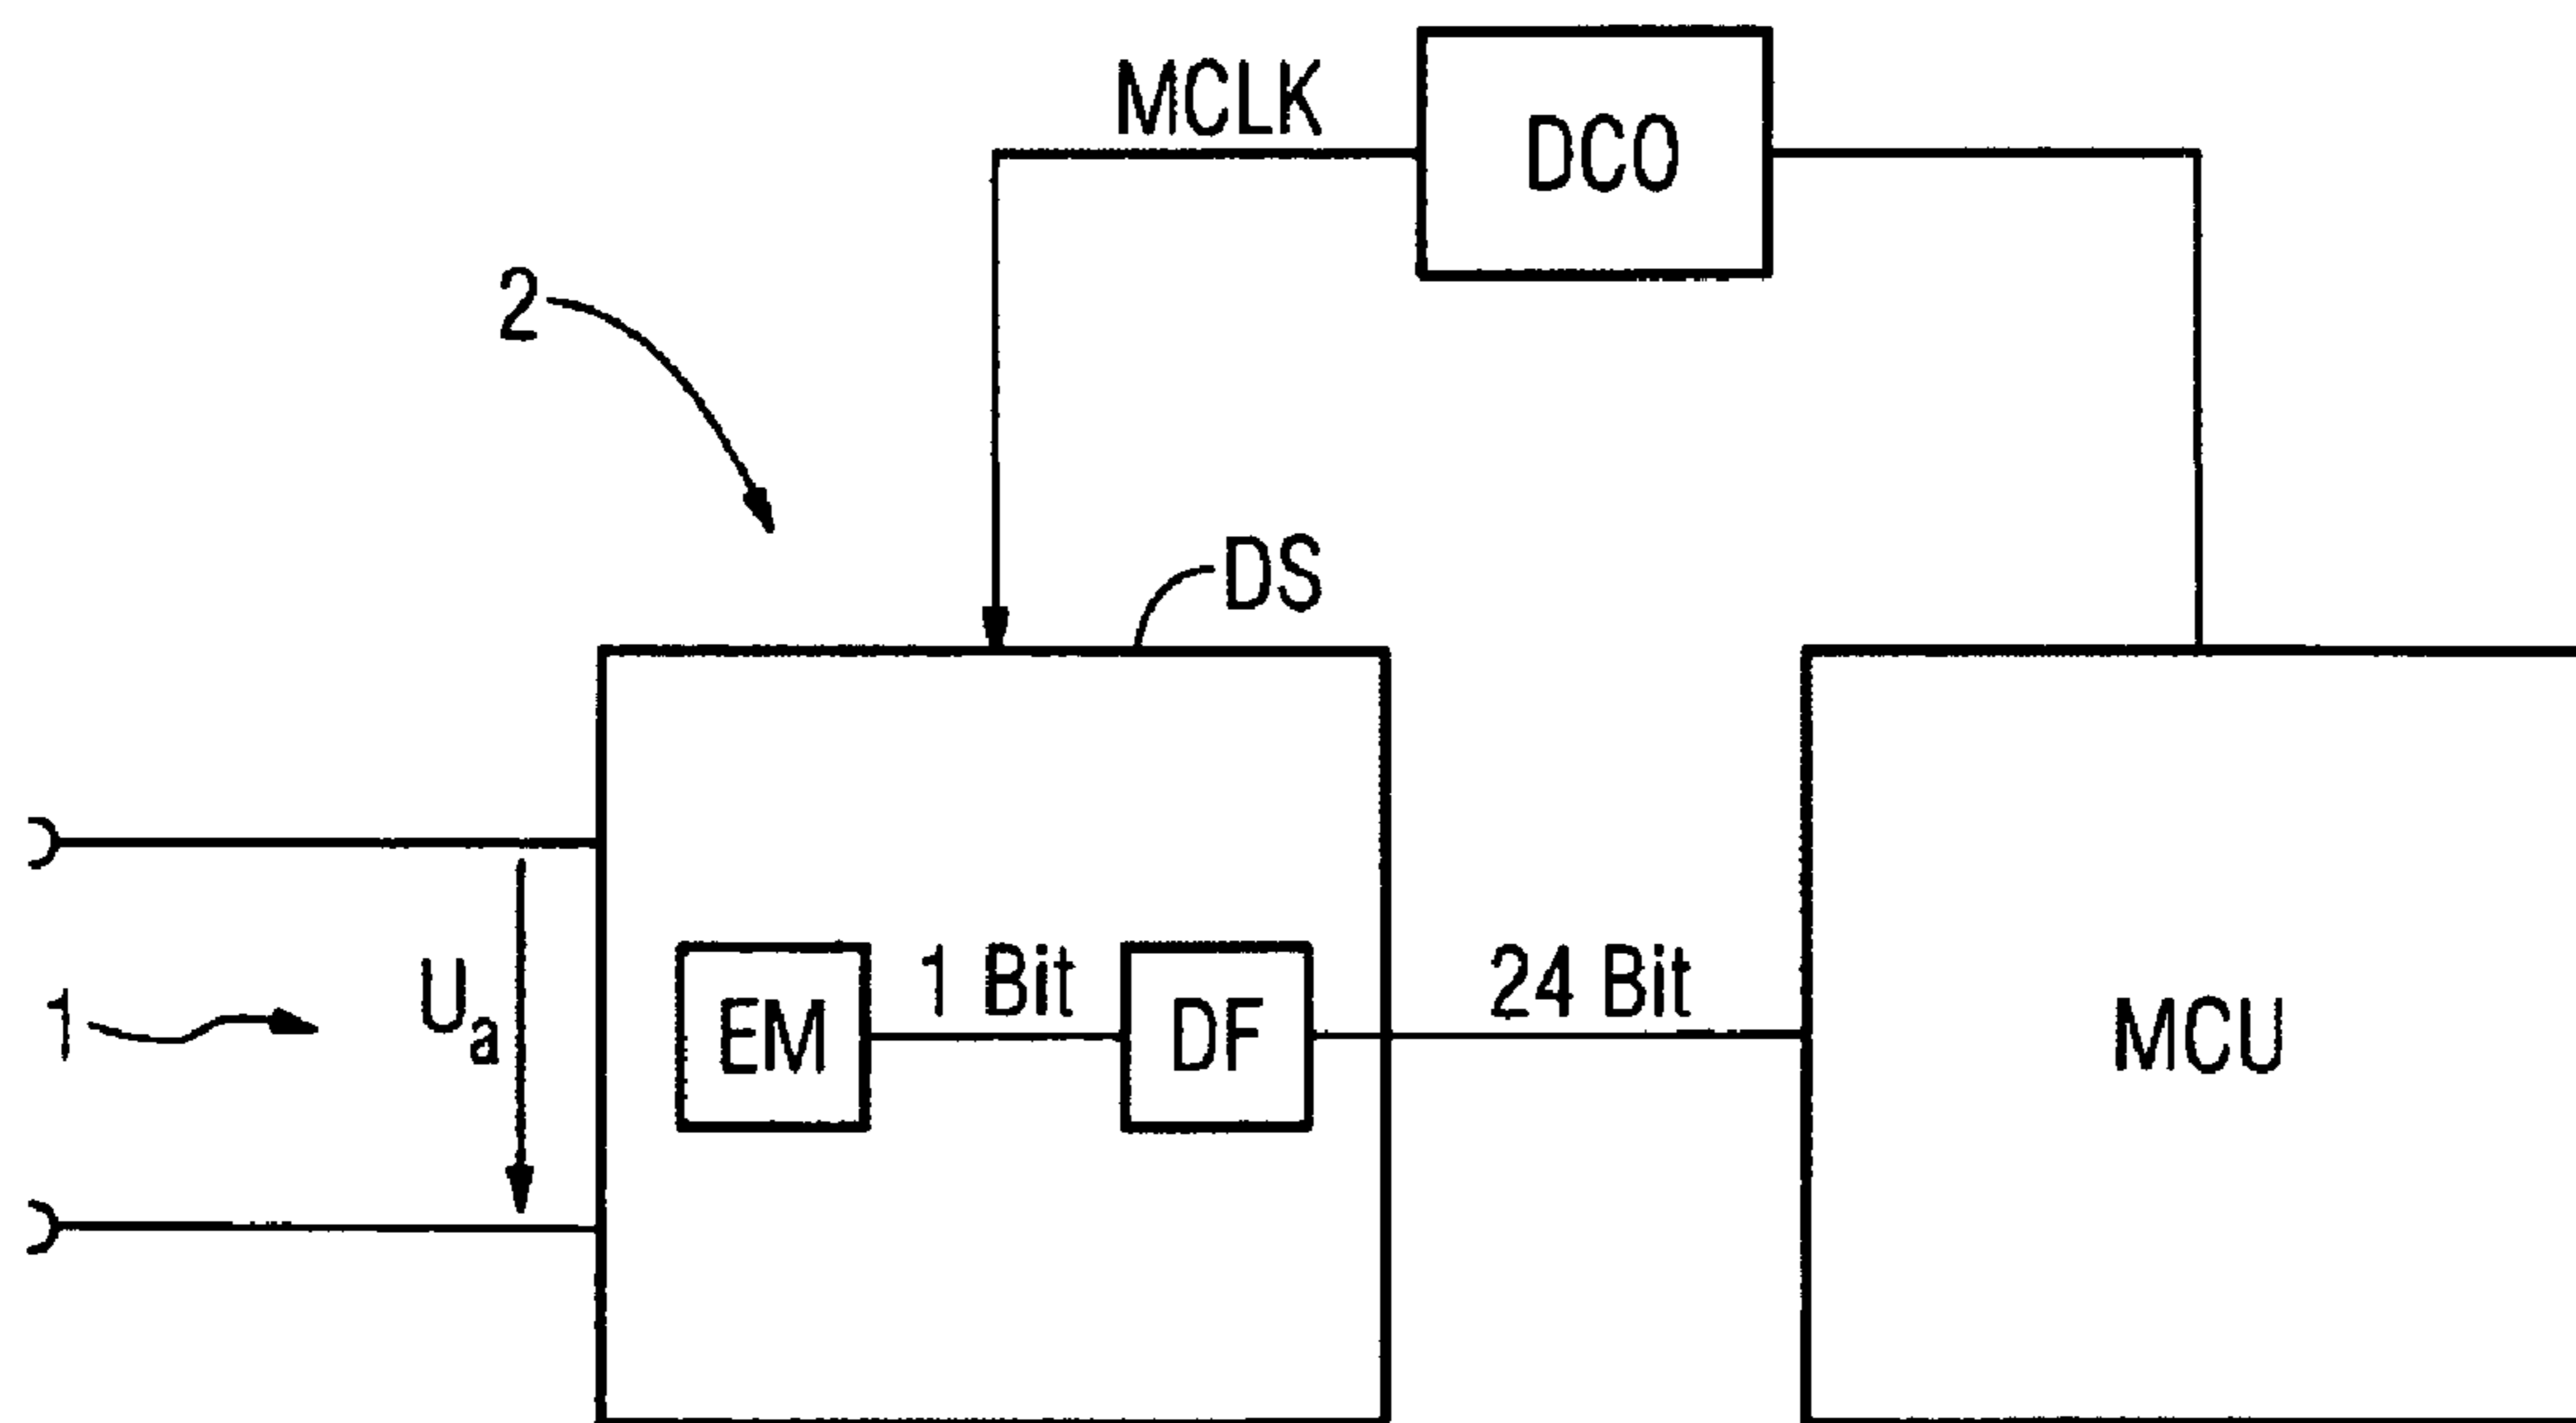 MCLK
DCO
2
DS
1
Uₐ
EM
1 Bit
DF
24 Bit
MCU